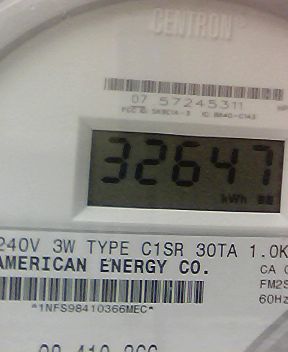 CENTRON
07 57245311
32647
kWh
240V 3W TYPE C1SR 30TA 1.0K
AMERICAN ENERGY CO.
CA
FM2S
60Hz
*1NFS98410366MEC*